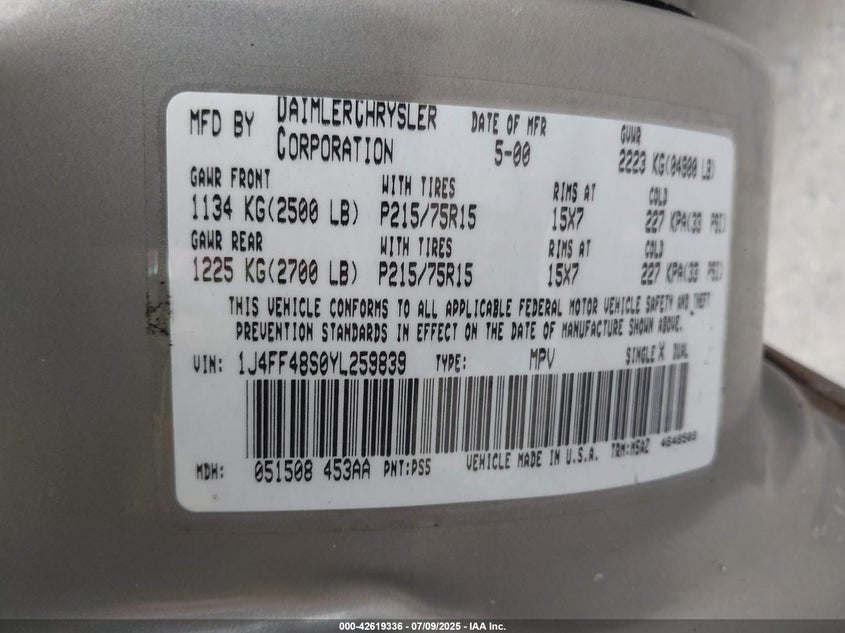 MFD BY DAIMLERCHRYSLER CORPORATION DATE OF MFR 5-00 GVWR 2223 KG(04900 LB)
GAWR FRONT WITH TIRES RIMS AT COLD
1134 KG(2500 LB) P215/75R15 15X7 227 KPA(33 PSI)
GAWR REAR WITH TIRES RIMS AT COLD
1225 KG(2700 LB) P215/75R15 15X7 227 KPA(33 PSI)
THIS VEHICLE CONFORMS TO ALL APPLICABLE FEDERAL MOTOR VEHICLE SAFETY AND THEFT
PREVENTION STANDARDS IN EFFECT ON THE DATE OF MANUFACTURE SHOWN ABOVE.
VIN: 1J4FF48S0YL259839 TYPE: MPV SINGLE X DUAL
MDH: 051508 453AA PNT:PS5 VEHICLE MADE IN U.S.A. TRM:M5AZ 4648503
000-42619336 - 07/09/2025 - IAA Inc.